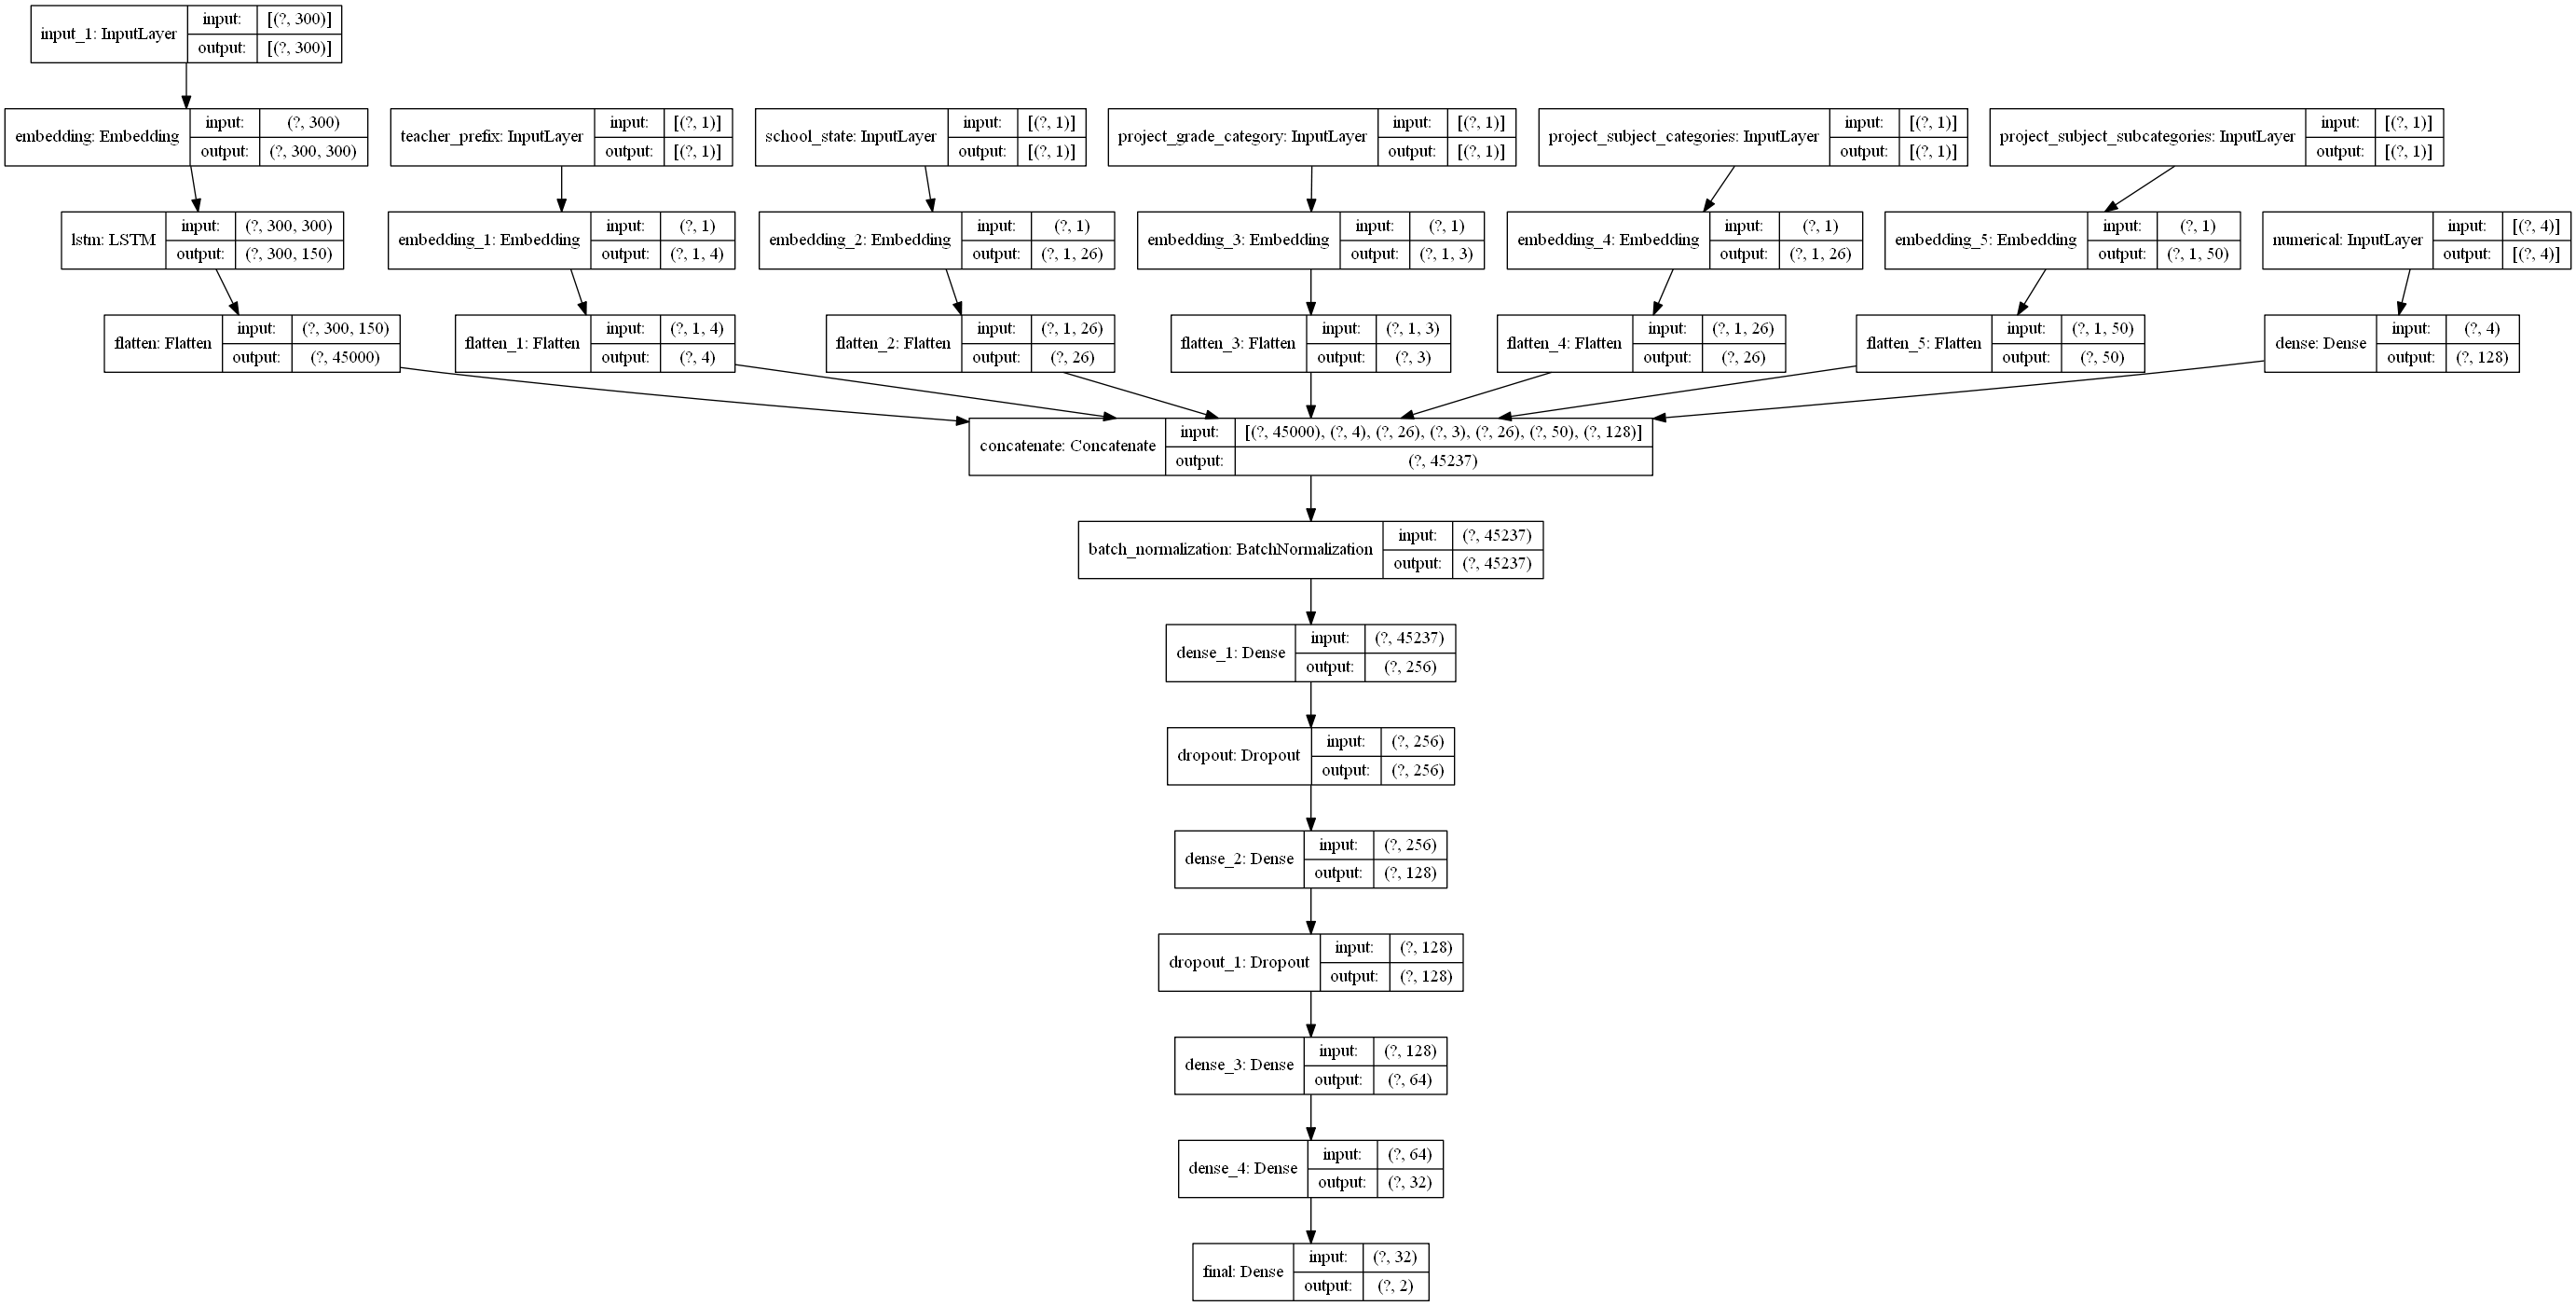 input_1: InputLayer
input: [(?, 300)]
output: [(?, 300)]
embedding: Embedding
input: (?, 300)
output: (?, 300, 300)
teacher_prefix: InputLayer
input: [(?, 1)]
output: [(?, 1)]
school_state: InputLayer
input: [(?, 1)]
output: [(?, 1)]
project_grade_category: InputLayer
input: [(?, 1)]
output: [(?, 1)]
project_subject_categories: InputLayer
input: [(?, 1)]
output: [(?, 1)]
project_subject_subcategories: InputLayer
input: [(?, 1)]
output: [(?, 1)]
lstm: LSTM
input: (?, 300, 300)
output: (?, 300, 150)
embedding_1: Embedding
input: (?, 1)
output: (?, 1, 4)
embedding_2: Embedding
input: (?, 1)
output: (?, 1, 26)
embedding_3: Embedding
input: (?, 1)
output: (?, 1, 3)
embedding_4: Embedding
input: (?, 1)
output: (?, 1, 26)
embedding_5: Embedding
input: (?, 1)
output: (?, 1, 50)
numerical: InputLayer
input: [(?, 4)]
output: [(?, 4)]
flatten: Flatten
input: (?, 300, 150)
output: (?, 45000)
flatten_1: Flatten
input: (?, 1, 4)
output: (?, 4)
flatten_2: Flatten
input: (?, 1, 26)
output: (?, 26)
flatten_3: Flatten
input: (?, 1, 3)
output: (?, 3)
flatten_4: Flatten
input: (?, 1, 26)
output: (?, 26)
flatten_5: Flatten
input: (?, 1, 50)
output: (?, 50)
dense: Dense
input: (?, 4)
output: (?, 128)
concatenate: Concatenate
input: [(?, 45000), (?, 4), (?, 26), (?, 3), (?, 26), (?, 50), (?, 128)]
output: (?, 45237)
batch_normalization: BatchNormalization
input: (?, 45237)
output: (?, 45237)
dense_1: Dense
input: (?, 45237)
output: (?, 256)
dropout: Dropout
input: (?, 256)
output: (?, 256)
dense_2: Dense
input: (?, 256)
output: (?, 128)
dropout_1: Dropout
input: (?, 128)
output: (?, 128)
dense_3: Dense
input: (?, 128)
output: (?, 64)
dense_4: Dense
input: (?, 64)
output: (?, 32)
final: Dense
input: (?, 32)
output: (?, 2)